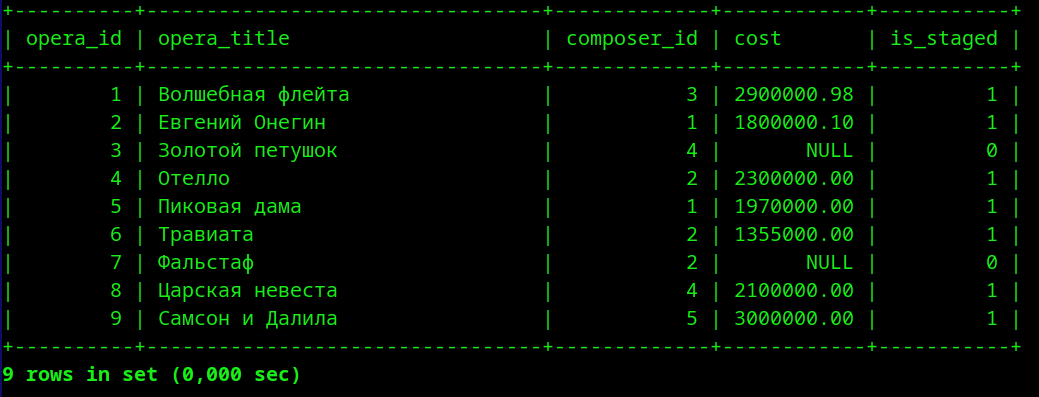 +----------+---------------------------------+-------------+------------+-----------+
| opera_id | opera_title                     | composer_id | cost       | is_staged |
+----------+---------------------------------+-------------+------------+-----------+
|        1 | Волшебная флейта                |           3 | 2900000.98 |         1 |
|        2 | Евгений Онегин                  |           1 | 1800000.10 |         1 |
|        3 | Золотой петушок                 |           4 |       NULL |         0 |
|        4 | Отелло                          |           2 | 2300000.00 |         1 |
|        5 | Пиковая дама                    |           1 | 1970000.00 |         1 |
|        6 | Травиата                        |           2 | 1355000.00 |         1 |
|        7 | Фальстаф                        |           2 |       NULL |         0 |
|        8 | Царская невеста                 |           4 | 2100000.00 |         1 |
|        9 | Самсон и Далила                 |           5 | 3000000.00 |         1 |
+----------+---------------------------------+-------------+------------+-----------+
9 rows in set (0,000 sec)